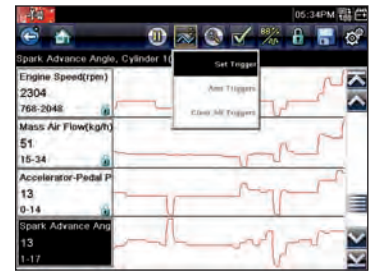 05:34PM
Spark Advance Angle, Cylinder 1(
Set Trigger
Arm Triggers
Clear All Triggers
Engine Speed(rpm)
2304
768-2048
Mass Air Flow(kg/h)
51
15-34
Accelerator-Pedal P
13
0-14
Spark Advance Ang
13
1-17